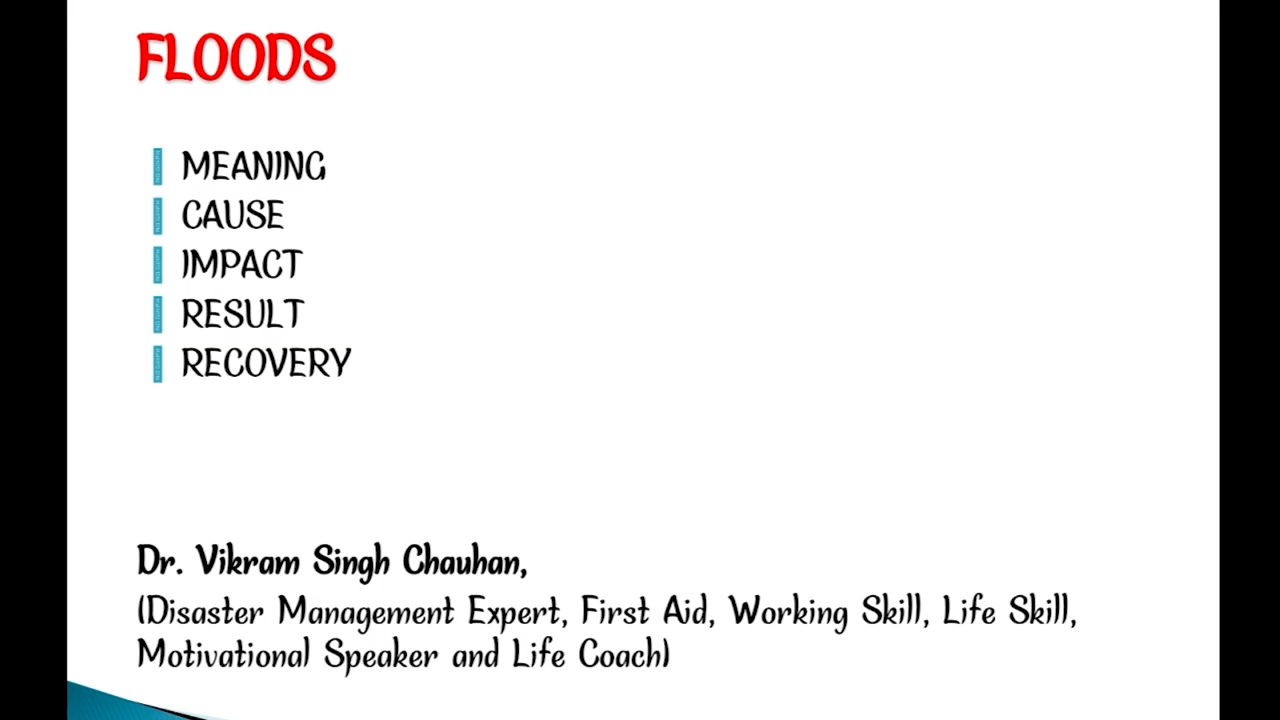 FLOODS
MEANING
CAUSE
IMPACT
RESULT
RECOVERY
Dr. Vikram Singh Chauhan,
(Disaster Management Expert, First Aid, Working Skill, Life Skill,
Motivational Speaker and Life Coach)